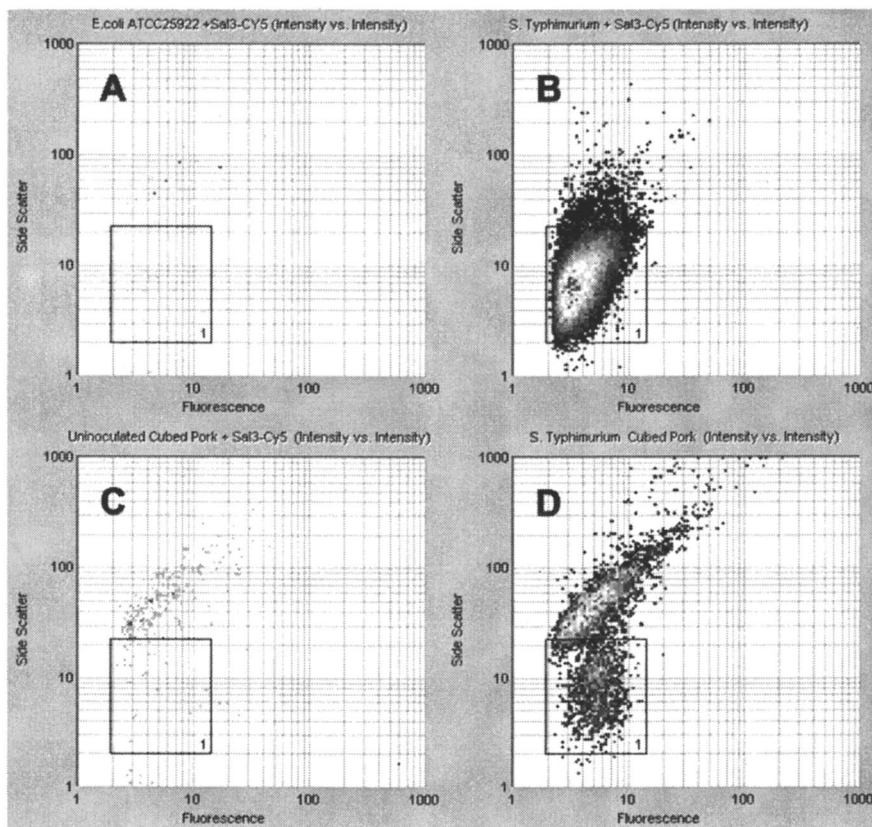 E.coli ATCC25922 +Sal3-CY5 (Intensity vs. Intensity)
A
1000
100
10
1
Side Scatter
1
1 10 100 1000
Fluorescence
S. Typhimurium + Sal3-Cy5 (Intensity vs. Intensity)
B
1000
100
10
1
Side Scatter
1
1 10 100 1000
Fluorescence
Uninoculated Cubed Pork + Sal3-Cy5 (Intensity vs. Intensity)
C
1000
100
10
1
Side Scatter
1
1 10 100 1000
Fluorescence
S. Typhimurium Cubed Pork (Intensity vs. Intensity)
D
1000
100
10
1
Side Scatter
1
1 10 100 1000
Fluorescence